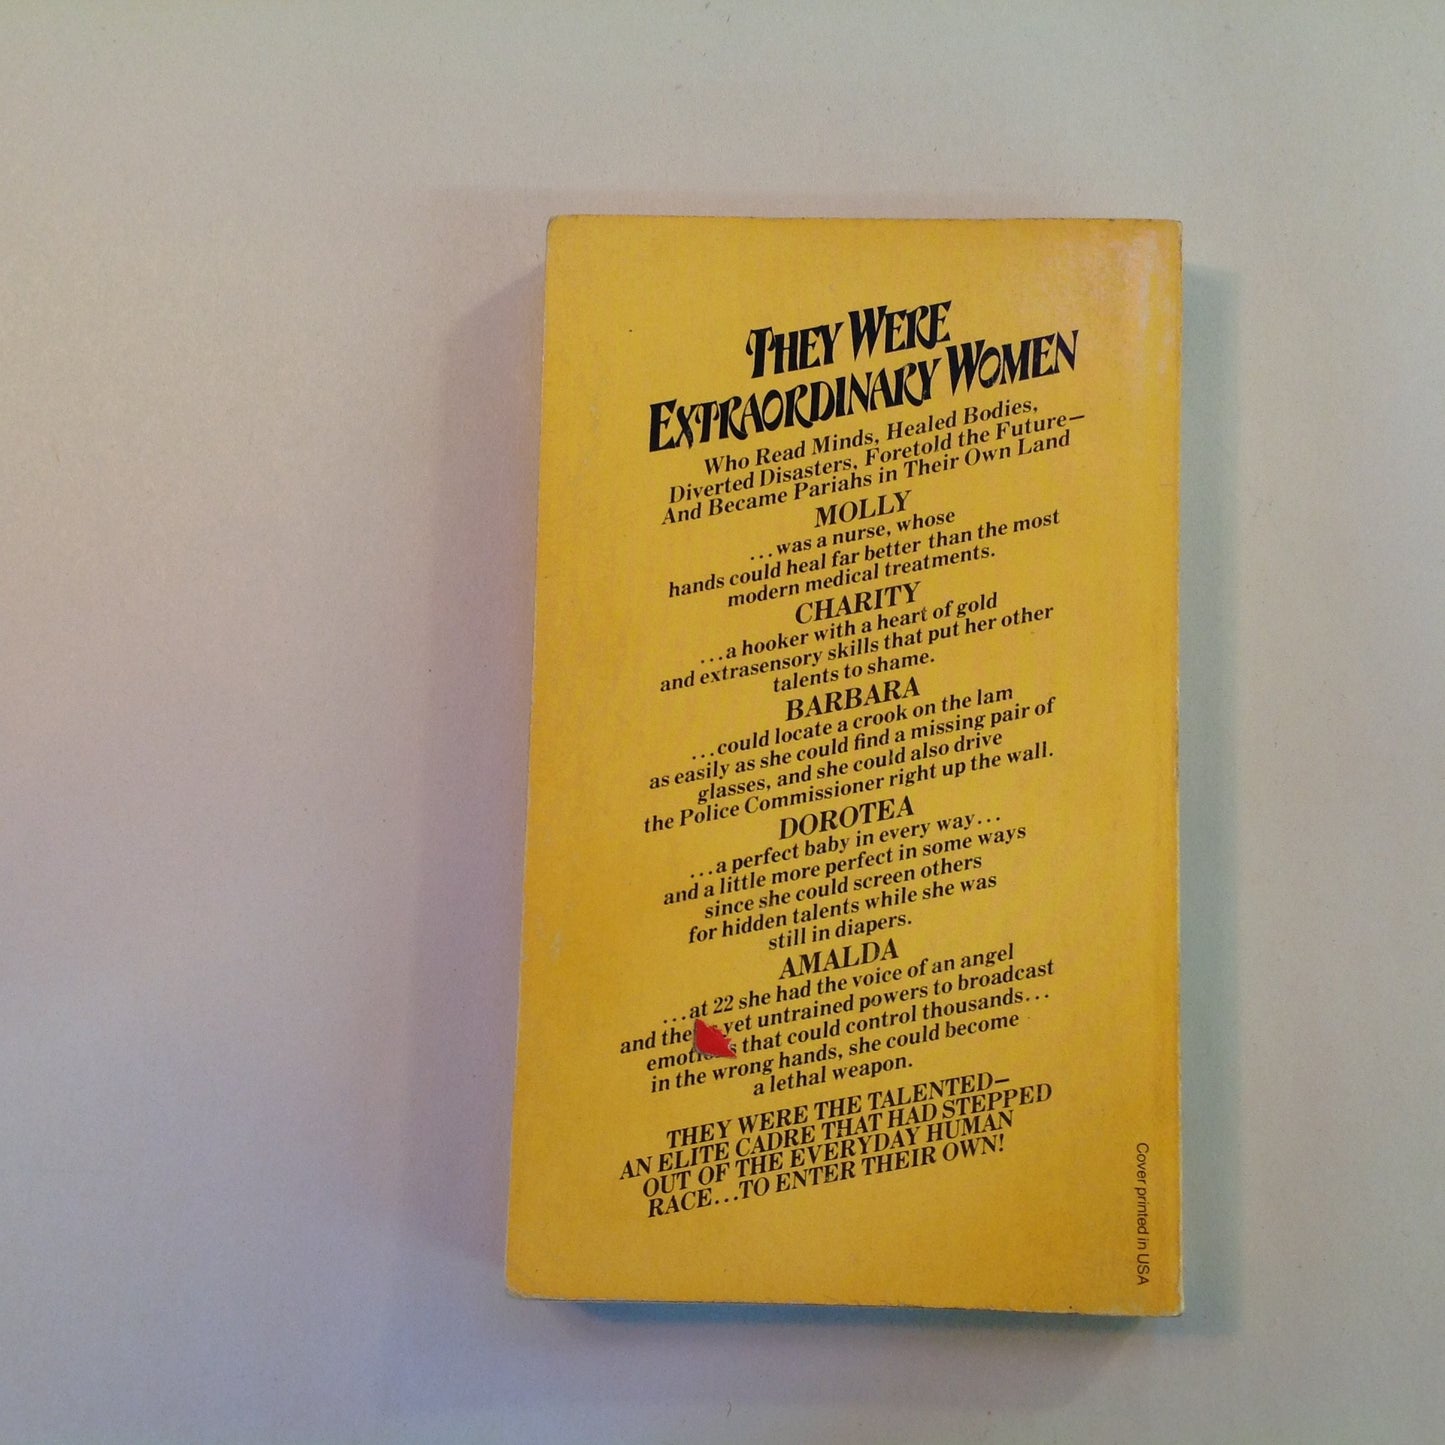 THEY WERE
EXTRAORDINARY WOMEN
Who Read Minds, Healed Bodies,
Diverted Disasters, Foretold the Future—
And Became Pariahs in Their Own Land
MOLLY
...was a nurse, whose
hands could heal far better than the most
modern medical treatments.
CHARITY
...a hooker with a heart of gold
and extrasensory skills that put her other
talents to shame.
BARBARA
...could locate a crook on the lam
as easily as she could find a missing pair of
glasses, and she could also drive
the Police Commissioner right up the wall.
DOROTEA
...a perfect baby in every way...
and a little more perfect in some ways
since she could screen others
for hidden talents while she was
still in diapers.
AMALDA
...at 22 she had the voice of an angel
and the yet untrained powers to broadcast
emotions that could control thousands...
in the wrong hands, she could become
a lethal weapon.
THEY WERE THE TALENTED—
AN ELITE CADRE THAT HAD STEPPED
OUT OF THE EVERYDAY HUMAN
RACE...TO ENTER THEIR OWN!
Cover printed in USA